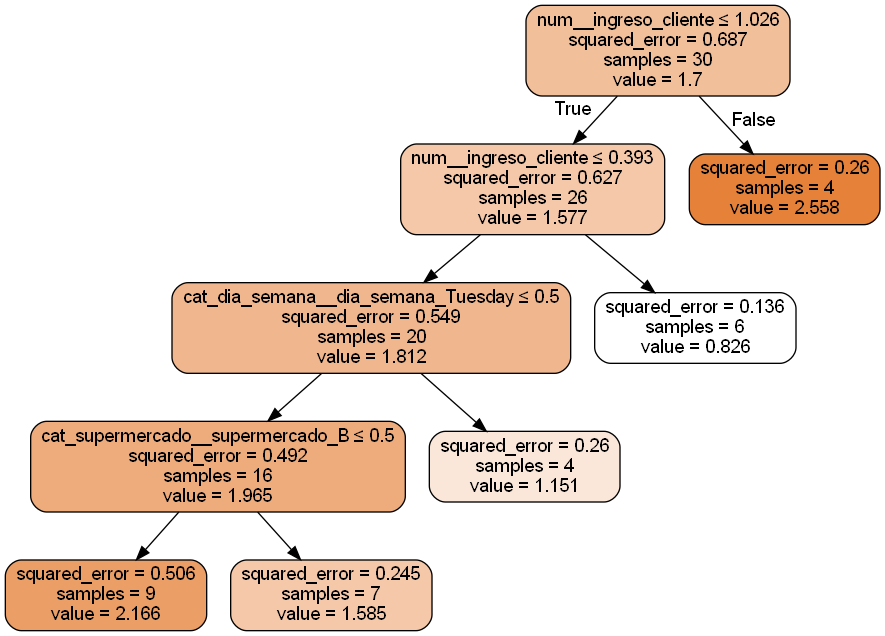 num__ingreso_cliente ≤ 1.026
squared_error = 0.687
samples = 30
value = 1.7
True
False
num__ingreso_cliente ≤ 0.393
squared_error = 0.627
samples = 26
value = 1.577
squared_error = 0.26
samples = 4
value = 2.558
cat_dia_semana__dia_semana_Tuesday ≤ 0.5
squared_error = 0.549
samples = 20
value = 1.812
squared_error = 0.136
samples = 6
value = 0.826
cat_supermercado__supermercado_B ≤ 0.5
squared_error = 0.492
samples = 16
value = 1.965
squared_error = 0.26
samples = 4
value = 1.151
squared_error = 0.506
samples = 9
value = 2.166
squared_error = 0.245
samples = 7
value = 1.585